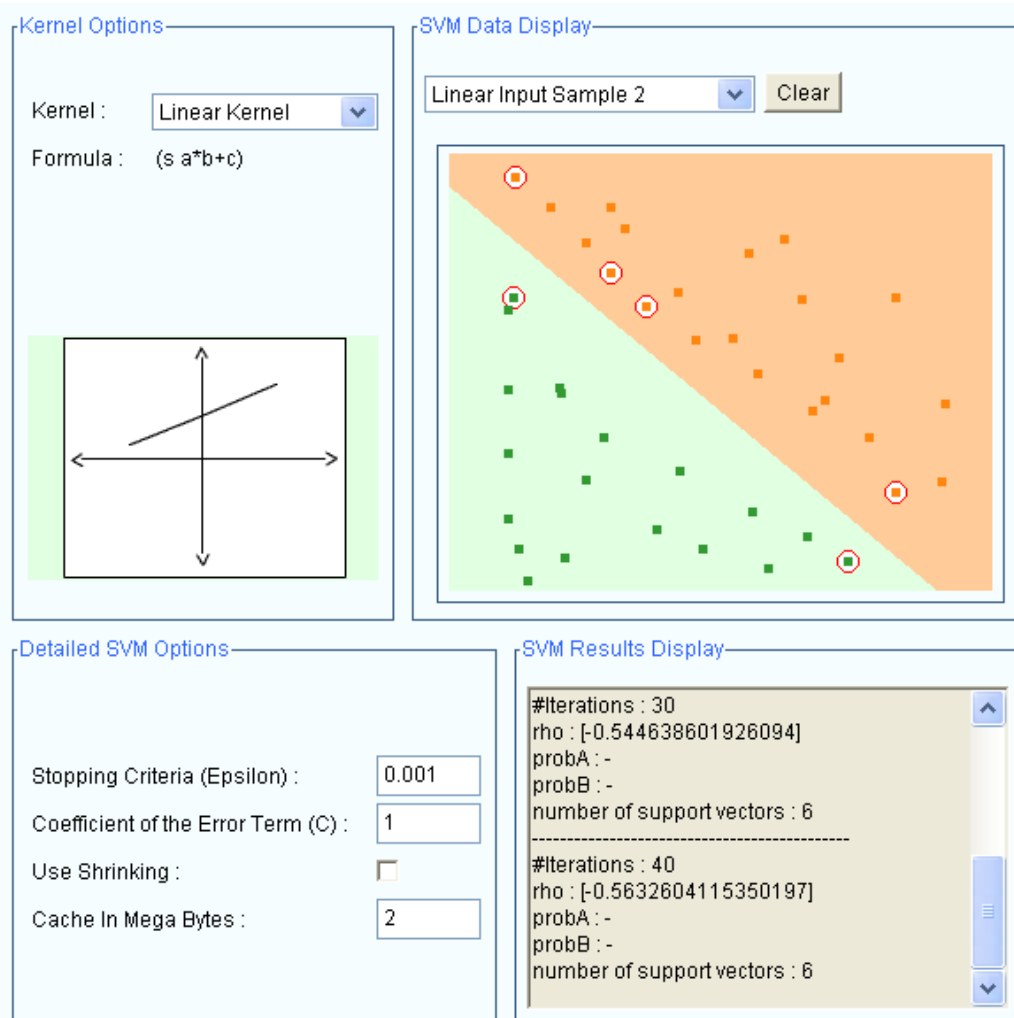 Kernel Options
Kernel :
Linear Kernel
Formula :
(s a*b+c)
SVM Data Display
Linear Input Sample 2
Clear
Detailed SVM Options
Stopping Criteria (Epsilon) :
0.001
Coefficient of the Error Term (C) :
1
Use Shrinking :
Cache In Mega Bytes :
2
SVM Results Display
#Iterations : 30
rho : [-0.544638601926094]
probA : -
probB : -
number of support vectors : 6
---------------------------------------------
#Iterations : 40
rho : [-0.5632604115350197]
probA : -
probB : -
number of support vectors : 6